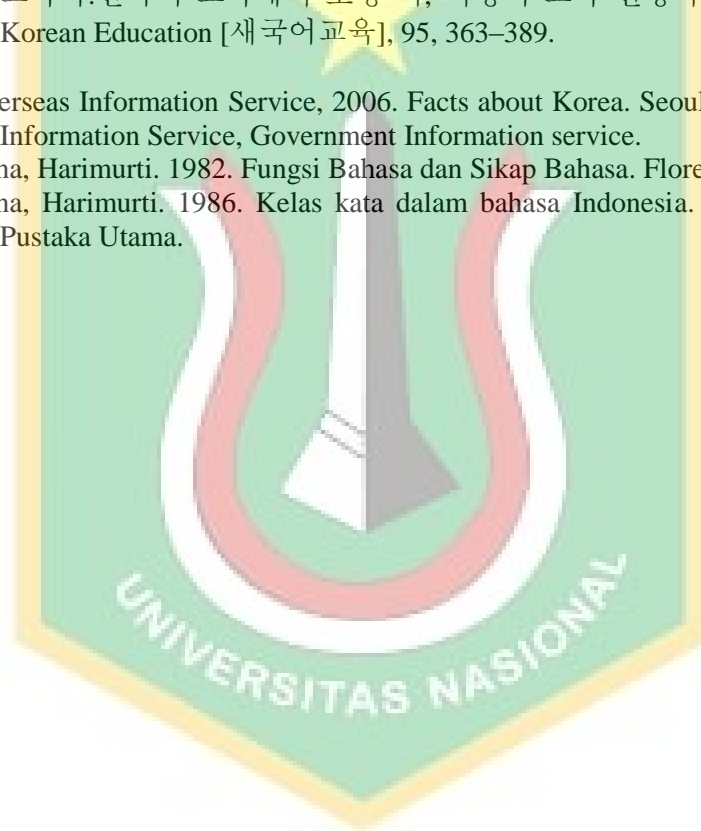 Korean Education [새국어교육], 95, 363–389.
erseas Information Service, 2006. Facts about Korea. Seoul
Information Service, Government Information service.
na, Harimurti. 1982. Fungsi Bahasa dan Sikap Bahasa. Flore
na, Harimurti. 1986. Kelas kata dalam bahasa Indonesia.
Pustaka Utama.
UNIVERSITAS NASIONAL